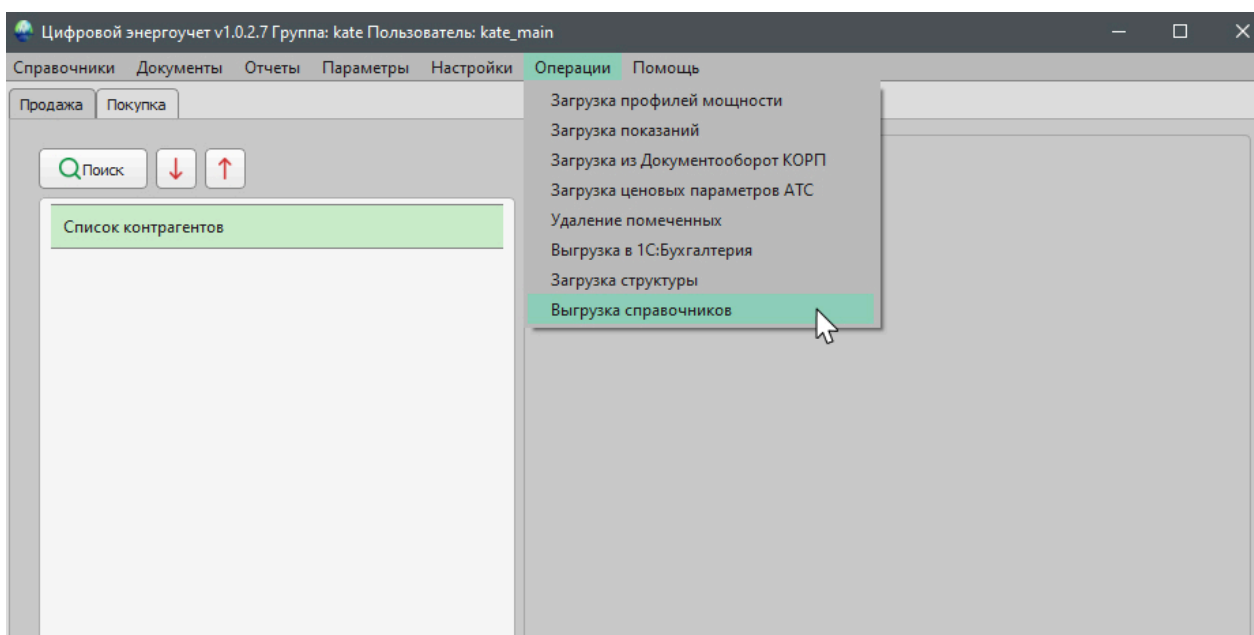 Цифровой энергоучет v1.0.2.7 Группа: kate Пользователь: kate_main
Справочники Документы Отчеты Параметры Настройки Операции Помощь
Продажа Покупка
Загрузка профилей мощности
Загрузка показаний
Поиск
Загрузка из Документооборот КОРП
Загрузка ценовых параметров АТС
Удаление помеченных
Список контрагентов
Выгрузка в 1С:Бухгалтерия
Загрузка структуры
Выгрузка справочников